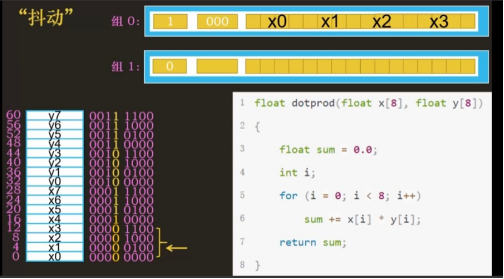 “抖动”
组 0: 1 000 x0 x1 x2 x3
组 1: 0
60 y7 0011 1100
56 y6 0011 1000
52 y5 0011 0100
48 y4 0011 0000
44 y3 0010 1100
40 y2 0010 1000
36 y1 0010 0100
32 y0 0010 0000
28 x7 0001 1100
24 x6 0001 1000
20 x5 0001 0100
16 x4 0001 0000
12 x3 0000 1100
8 x2 0000 1000
4 x1 0000 0100
0 x0 0000 0000
1 float dotprod(float x[8], float y[8])
2 {
3 float sum = 0.0;
4 int i;
5 for (i = 0; i < 8; i++)
6 sum += x[i] * y[i];
7 return sum;
8 }